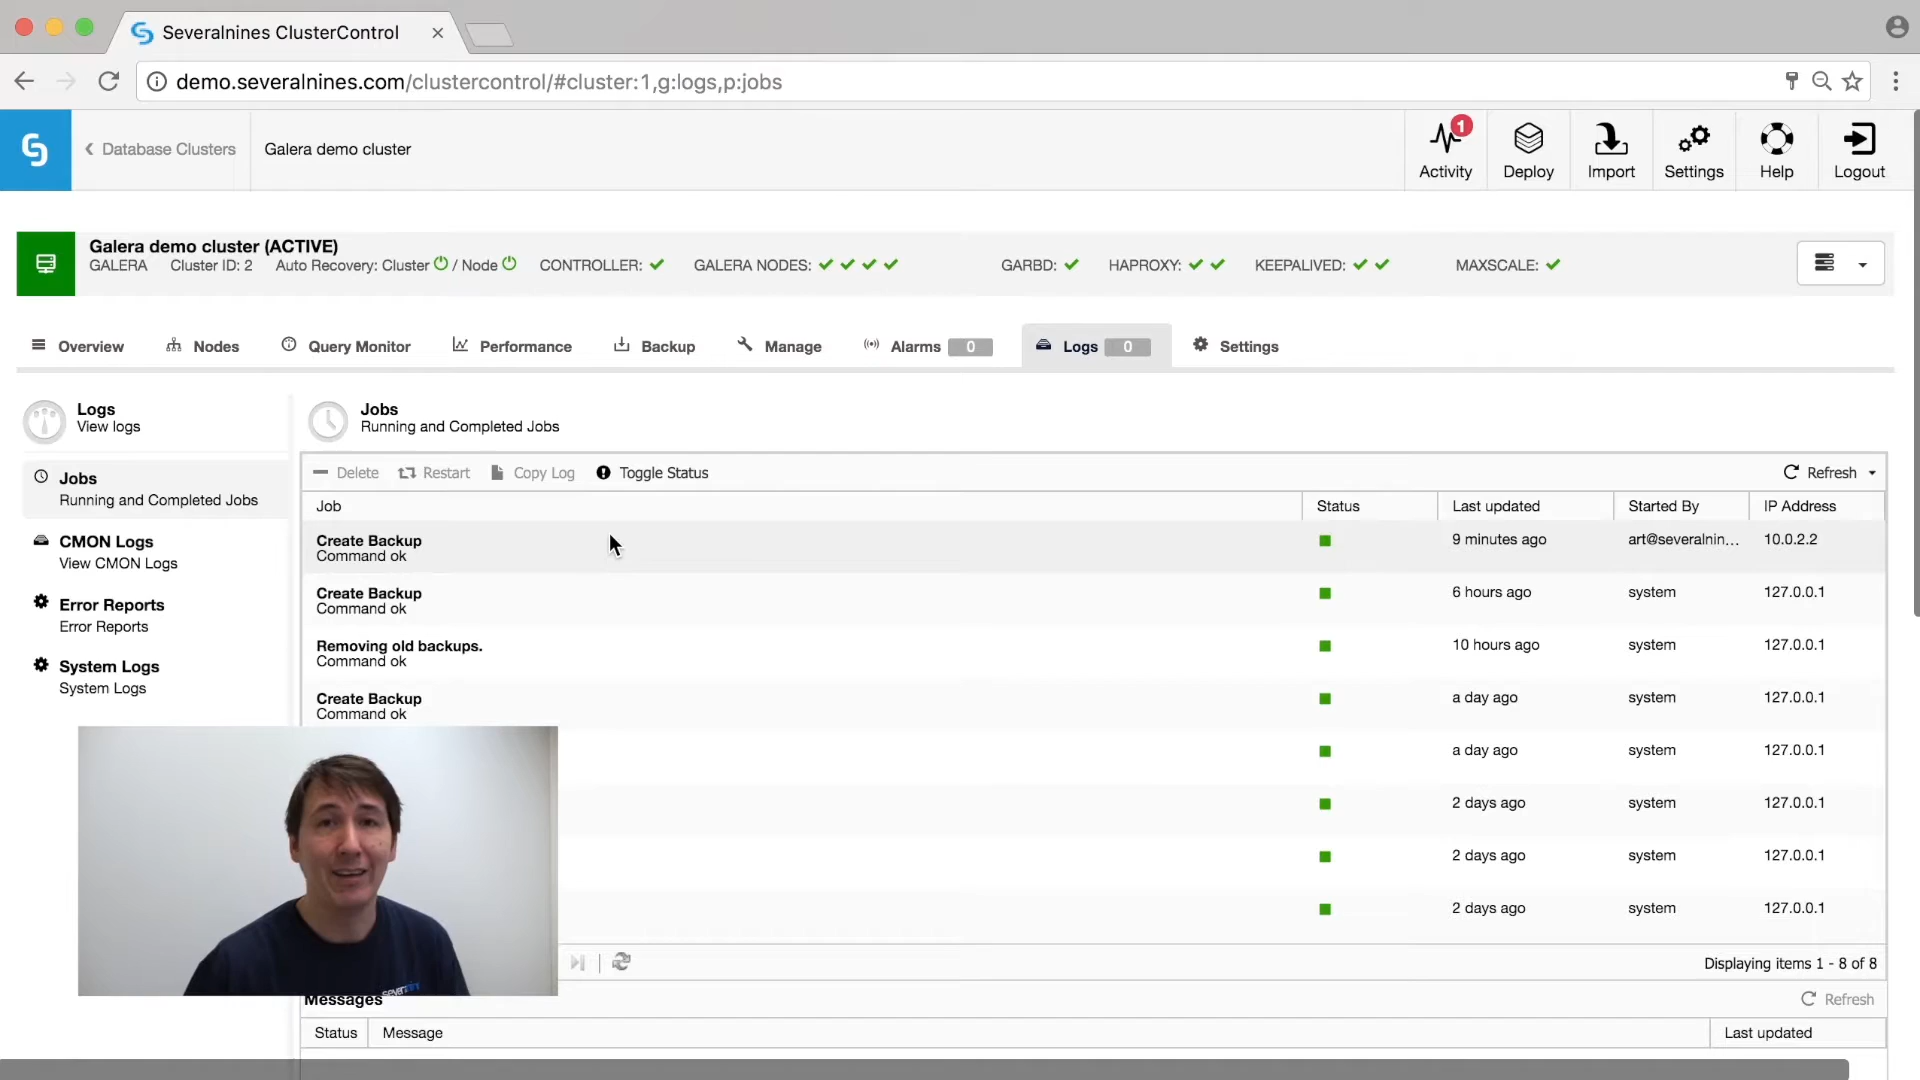 Severalnines ClusterControl
demo.severalnines.com/clustercontrol/#cluster:1,g:logs,p:jobs
Database Clusters
Galera demo cluster
1
Activity
Deploy
Import
Settings
Help
Logout
Galera demo cluster (ACTIVE)
GALERA Cluster ID: 2 Auto Recovery: Cluster / Node CONTROLLER: GALERA NODES: GARBD: HAPROXY: KEEPALIVED: MAXSCALE:
Overview Nodes Query Monitor Performance Backup Manage Alarms 0 Logs 0 Settings
Logs
View logs
Jobs
Running and Completed Jobs
CMON Logs
View CMON Logs
Error Reports
Error Reports
System Logs
System Logs
Jobs
Running and Completed Jobs
Delete Restart Copy Log Toggle Status Refresh
Job Status Last updated Started By IP Address
Create Backup 9 minutes ago art@severalnin... 10.0.2.2
Command ok
Create Backup 6 hours ago system 127.0.0.1
Command ok
Removing old backups. 10 hours ago system 127.0.0.1
Command ok
Create Backup a day ago system 127.0.0.1
Command ok
a day ago system 127.0.0.1
2 days ago system 127.0.0.1
2 days ago system 127.0.0.1
2 days ago system 127.0.0.1
Displaying items 1 - 8 of 8
Messages Refresh
Status Message Last updated